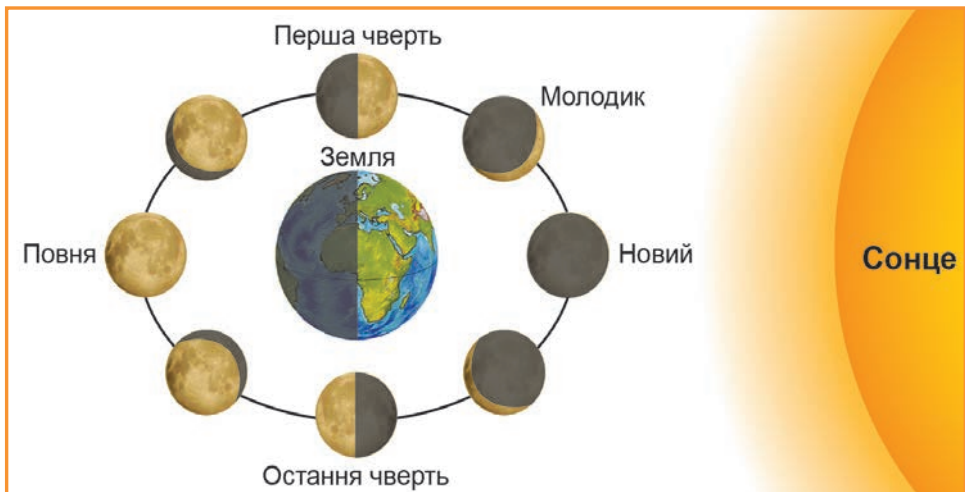 Перша чверть
Молодик
Земля
Повня
Новий
Сонце
Остання чверть